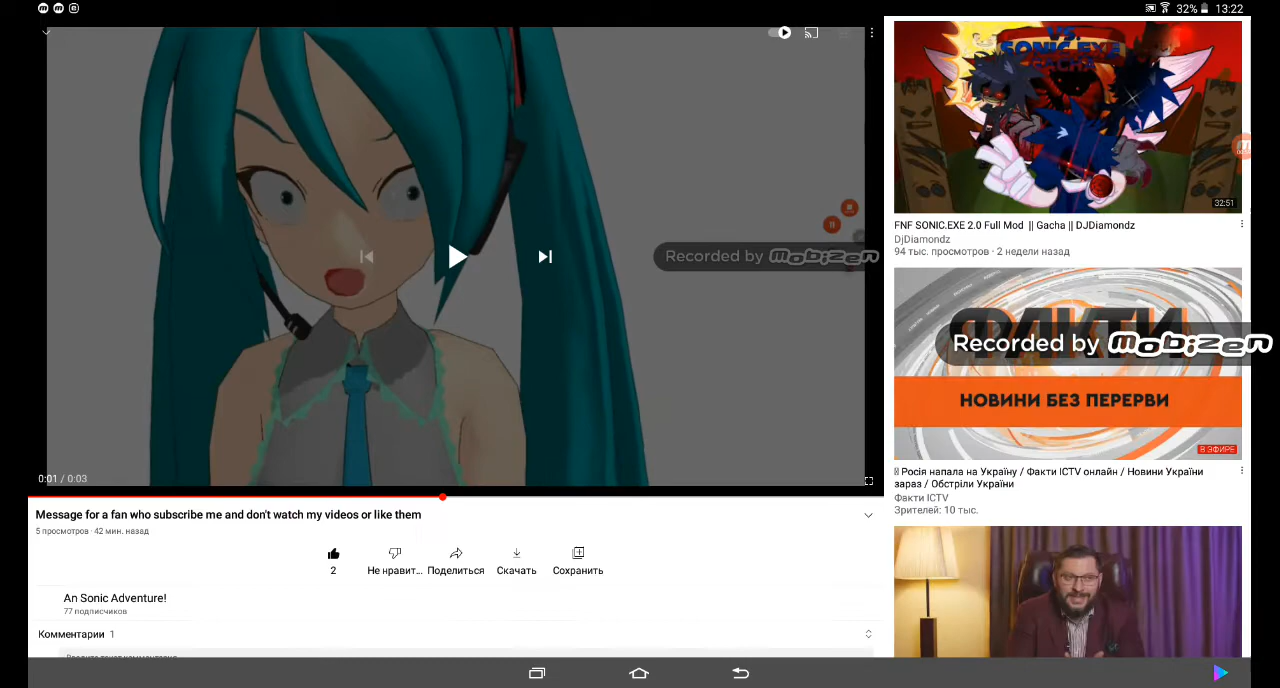 32% 13:22
Recorded by mobizen
0:01 / 0:03
Message for a fan who subscribe me and don't watch my videos or like them
5 просмотров · 42 мин. назад
2
Не нравит...
Поделиться
Скачать
Сохранить
An Sonic Adventure!
77 подписчиков
Комментарии 1
VS.
SONIC.EXE
GACHA
32:51
FNF SONIC.EXE 2.0 Full Mod || Gacha || DJDiamondz
DjDiamondz
94 тыс. просмотров · 2 недели назад
ФАКТИ
Recorded by mobizen
НОВИНИ БЕЗ ПЕРЕРВИ
В ЭФИРЕ
Росія напала на Україну / Факти ICTV онлайн / Новини України
зараз / Обстріли України
Факти ICTV
Зрителей: 10 тыс.